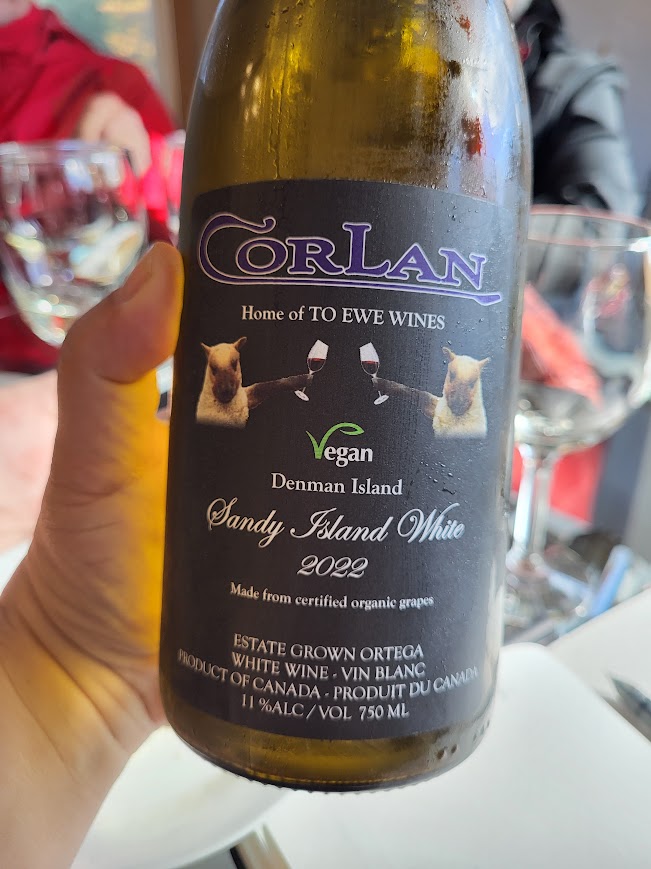 CORLAN
Home of TO EWE WINES
Vegan
Denman Island
Sandy Island White
2022
Made from certified organic grapes
ESTATE GROWN ORTEGA
WHITE WINE - VIN BLANC
PRODUCT OF CANADA - PRODUIT DU CANADA
11 %ALC / VOL 750 ML